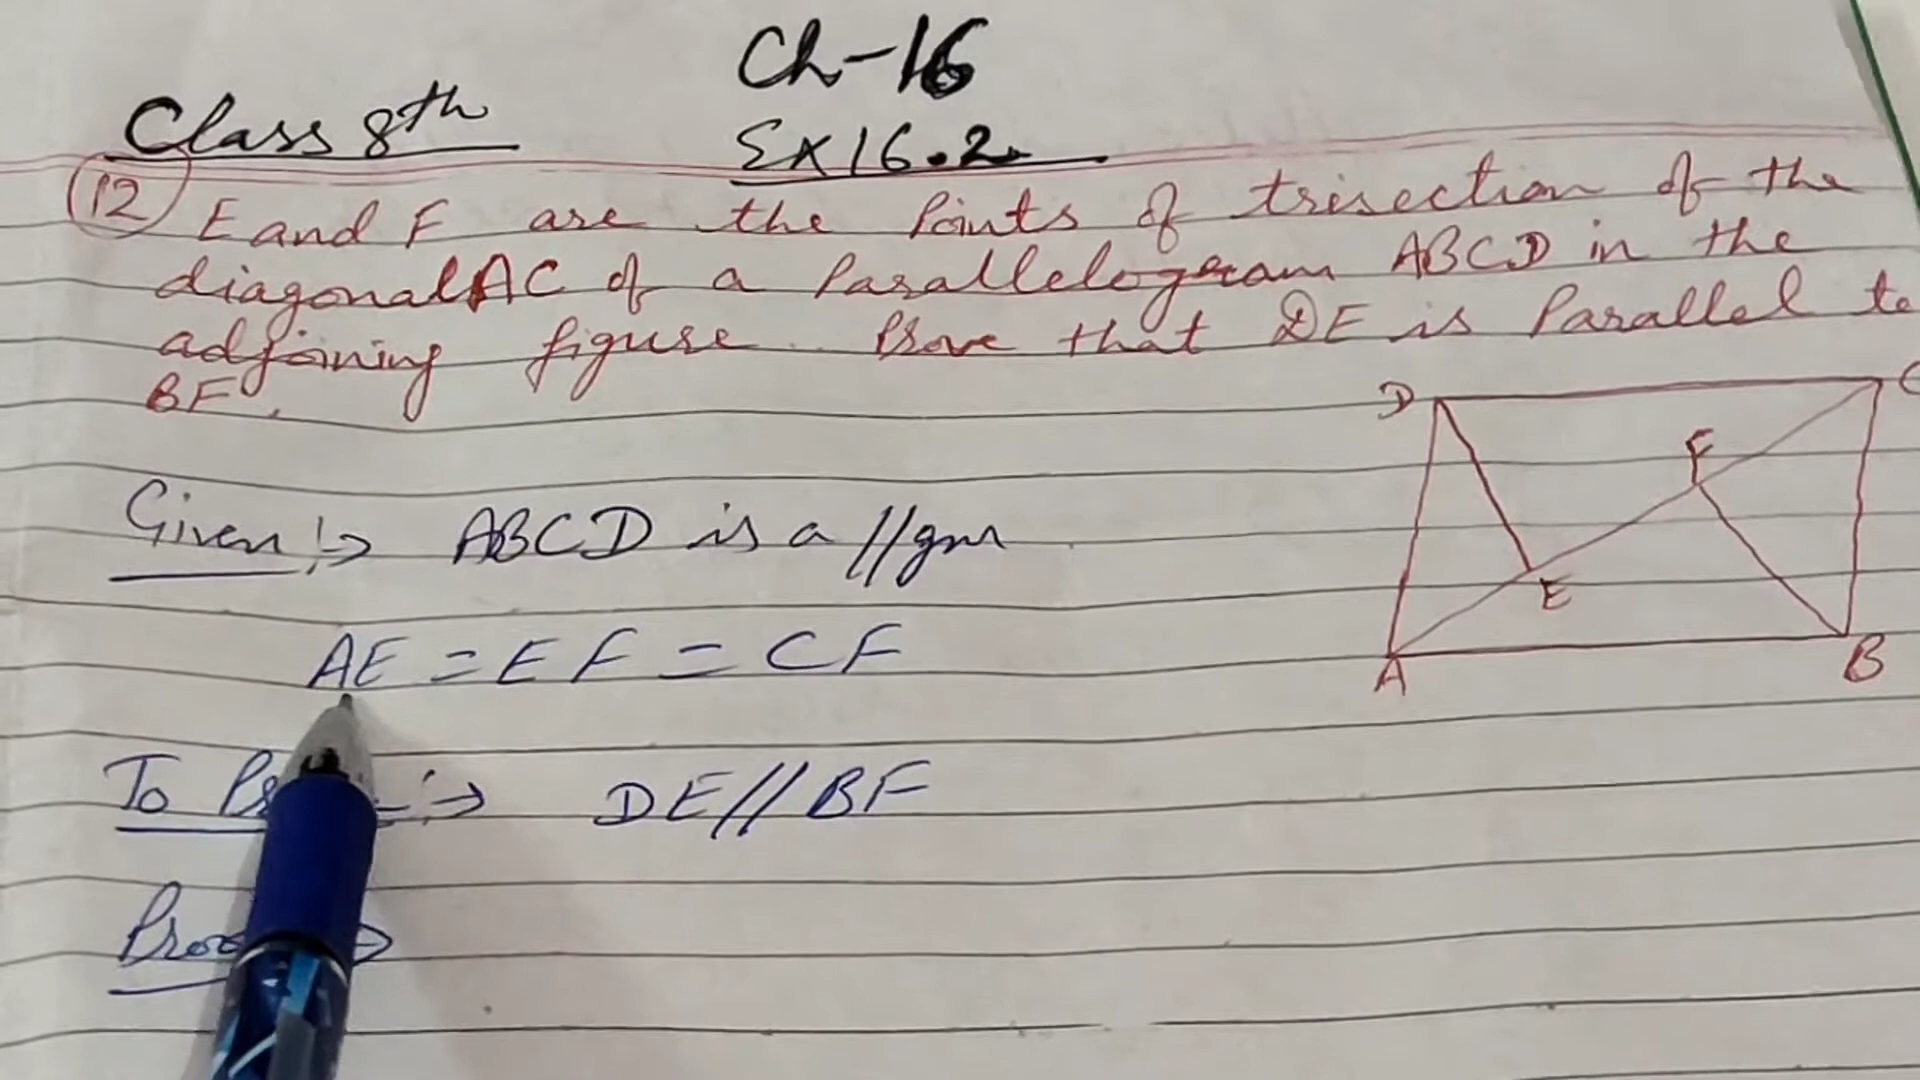 Ch-16
Class 8th
Ex 16.2
12 E and F are the Points of trisection of the
diagonal AC of a Parallelogram ABCD in the
adjoining figure. Prove that DE is Parallel to
BF.
D
C
F
E
A
B
Given :→ ABCD is a //gm
AE = EF = CF
To :→ DE // BF